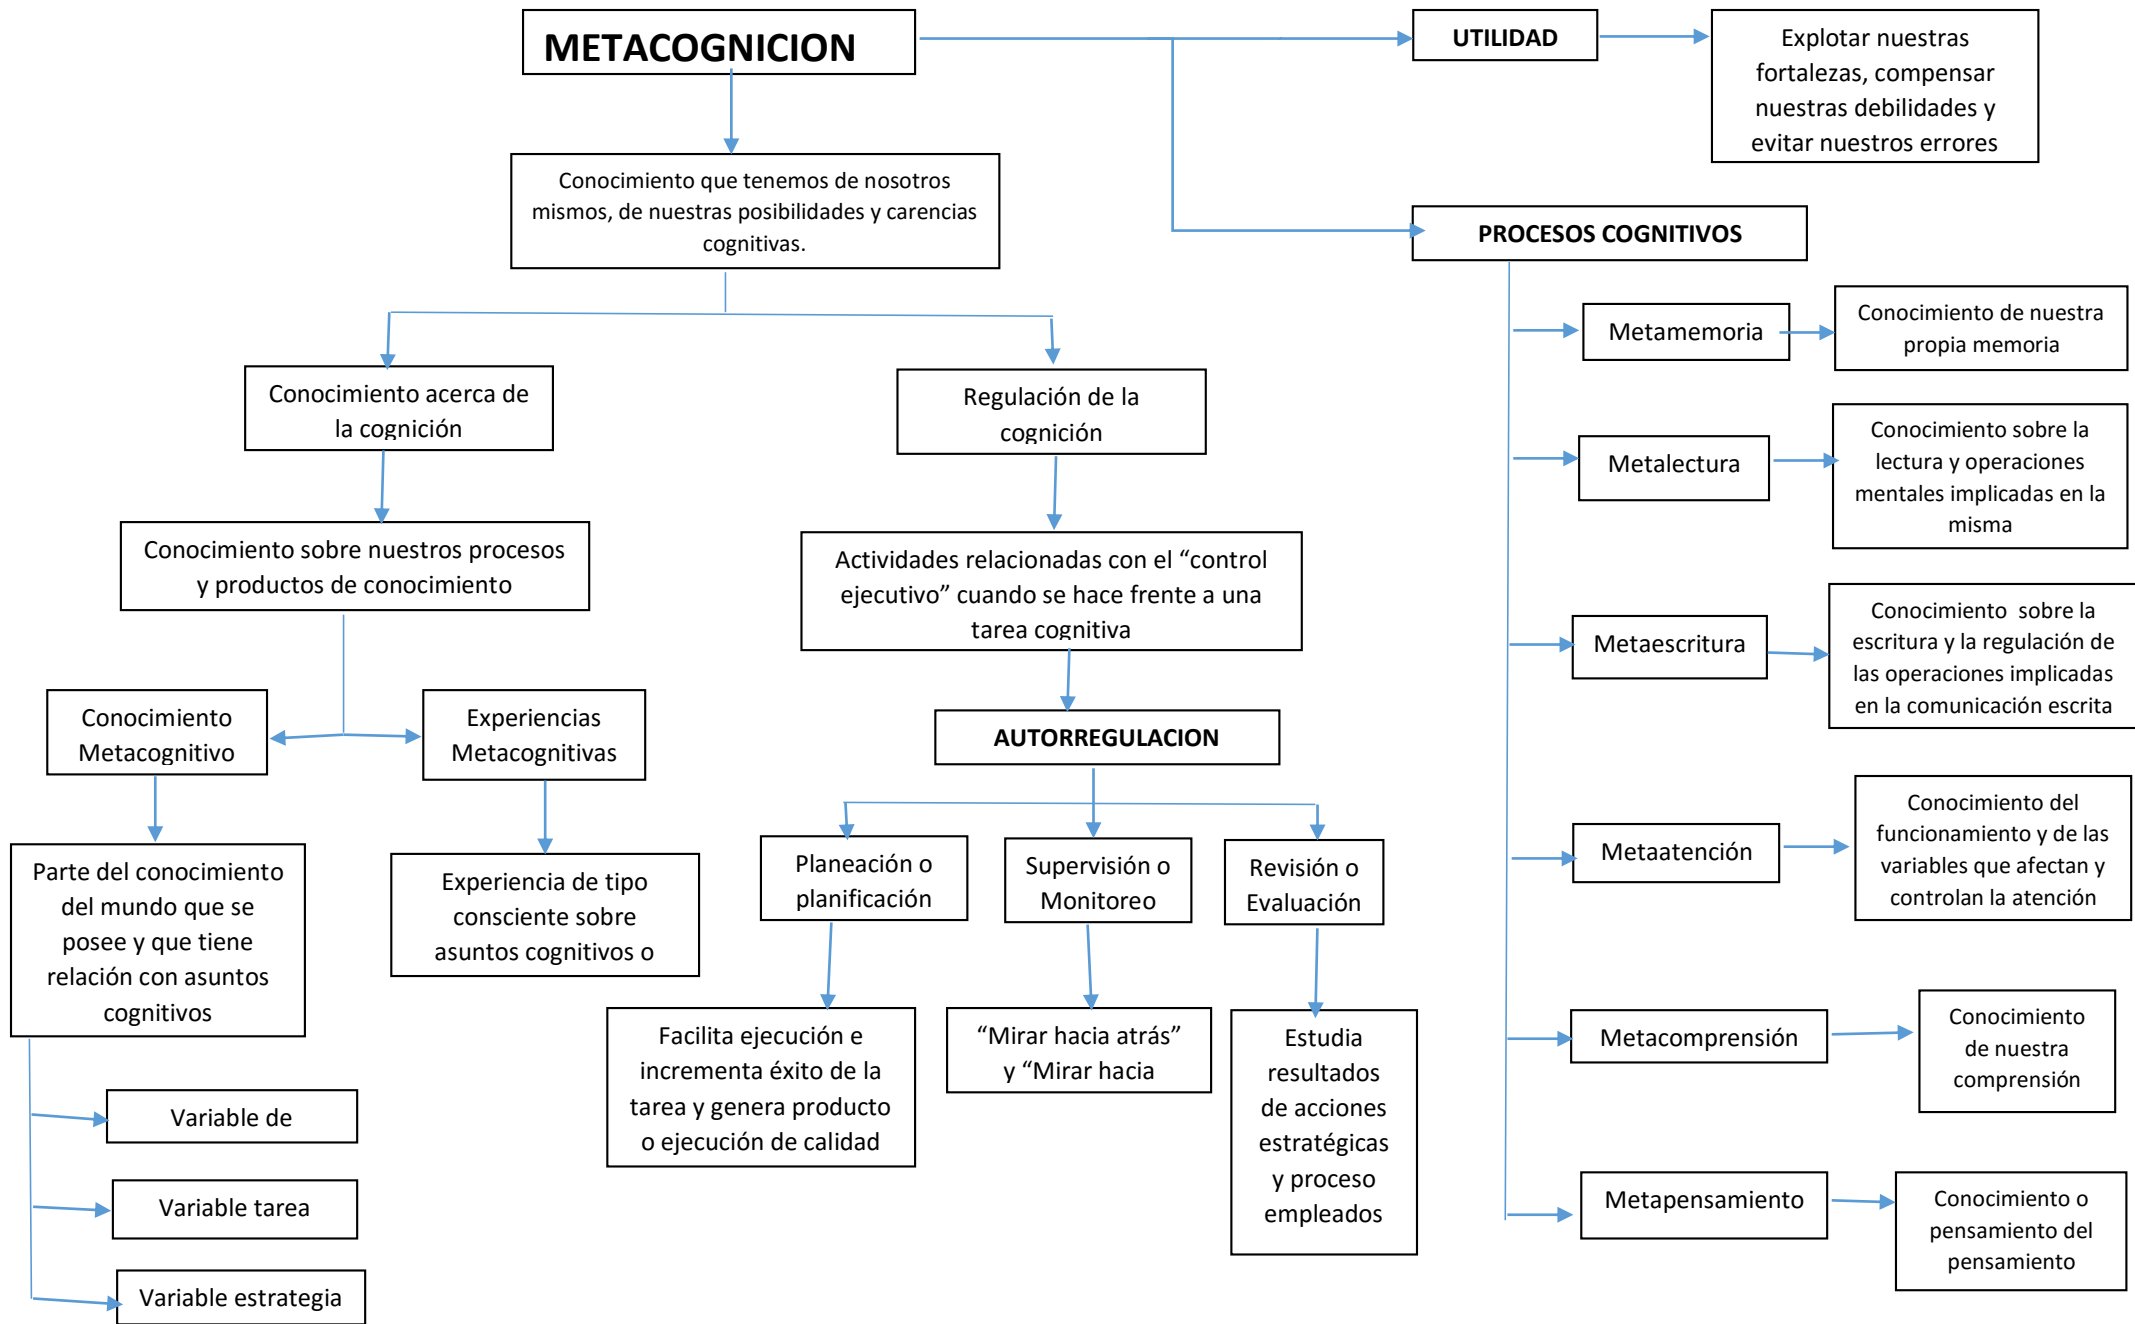 METACOGNICION
UTILIDAD
Explotar nuestras
fortalezas, compensar
nuestras debilidades y
evitar nuestros errores
Conocimiento que tenemos de nosotros
mismos, de nuestras posibilidades y carencias
cognitivas.
PROCESOS COGNITIVOS
Conocimiento acerca de
la cognición
Regulación de la
cognición
Conocimiento sobre nuestros procesos
y productos de conocimiento
Actividades relacionadas con el “control
ejecutivo” cuando se hace frente a una
tarea cognitiva
Conocimiento
Metacognitivo
Experiencias
Metacognitivas
AUTORREGULACION
Parte del conocimiento
del mundo que se
posee y que tiene
relación con asuntos
cognitivos
Experiencia de tipo
consciente sobre
asuntos cognitivos o
Planeación o
planificación
Supervisión o
Monitoreo
Revisión o
Evaluación
Facilita ejecución e
incrementa éxito de la
tarea y genera producto
o ejecución de calidad
“Mirar hacia atrás”
y “Mirar hacia
Estudia
resultados
de acciones
estratégicas
y proceso
empleados
Variable de
Variable tarea
Variable estrategia
Metamemoria
Conocimiento de nuestra
propia memoria
Metalectura
Conocimiento sobre la
lectura y operaciones
mentales implicadas en la
misma
Metaescritura
Conocimiento  sobre la
escritura y la regulación de
las operaciones implicadas
en la comunicación escrita
Metaatención
Conocimiento del
funcionamiento y de las
variables que afectan y
controlan la atención
Metacomprensión
Conocimiento
de nuestra
comprensión
Metapensamiento
Conocimiento o
pensamiento del
pensamiento